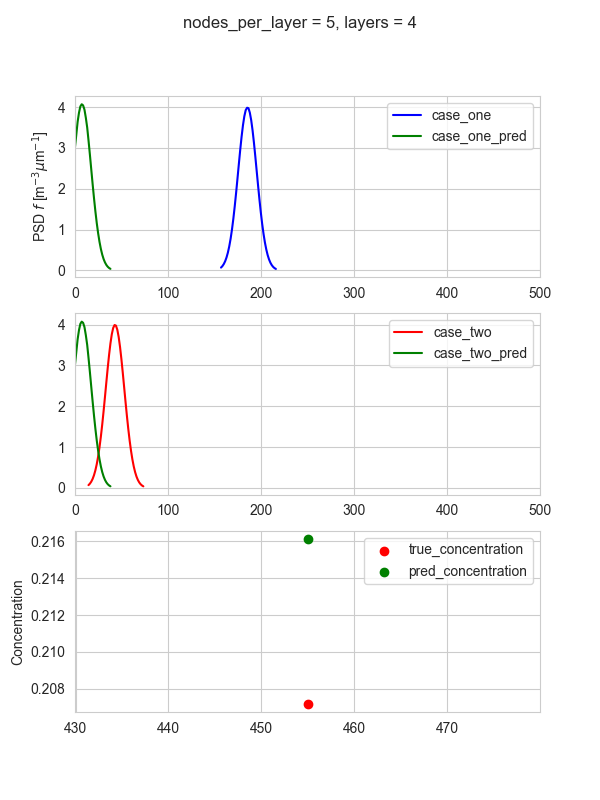 nodes_per_layer = 5, layers = 4
4
3
2
1
0
PSD f [m⁻³μm⁻¹]
case_one
case_one_pred
0 100 200 300 400 500
4
3
2
1
0
case_two
case_two_pred
0 100 200 300 400 500
0.216
0.214
0.212
0.210
0.208
Concentration
true_concentration
pred_concentration
430 440 450 460 470